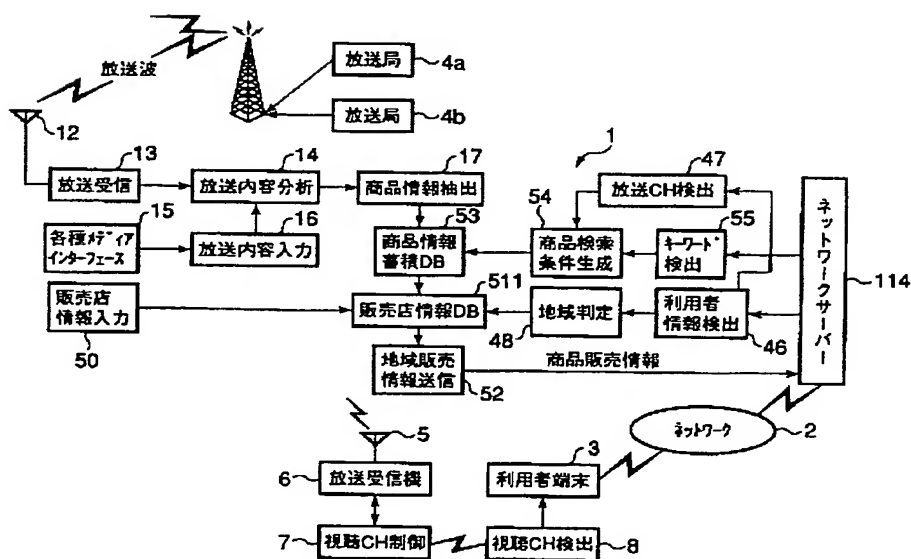 放送局
4a
放送波
放送局
4b
12
1
13
14
17
47
放送受信
放送内容分析
商品情報抽出
放送CH検出
54
15
16
53
55
各種メディア
インターフェース
放送内容入力
商品情報
蓄積DB
商品検索
条件生成
キーワード
検出
ネットワークサーバー
114
511
販売店
情報入力
販売店情報DB
地域判定
利用者
情報検出
50
48
46
地域販売
情報送信
商品販売情報
52
5
3
ネットワーク
2
6
放送受信機
利用者端末
7
視聴CH制御
視聴CH検出
8